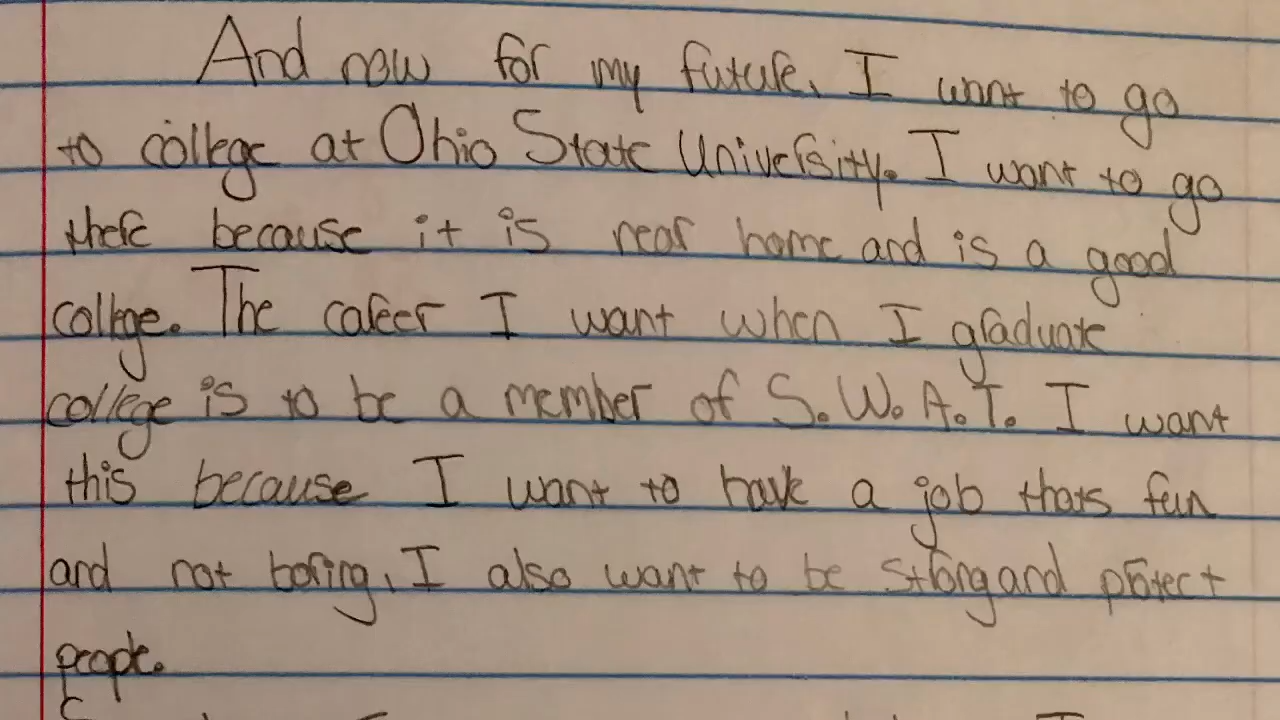 And now for my future, I want to go
to college at Ohio State University. I want to go
there because it is near home and is a good
college. The career I want when I graduate
college is to be a member of S.W.A.T. I want
this because I want to have a job thats fun
and not boring, I also want to be strong and protect
people.